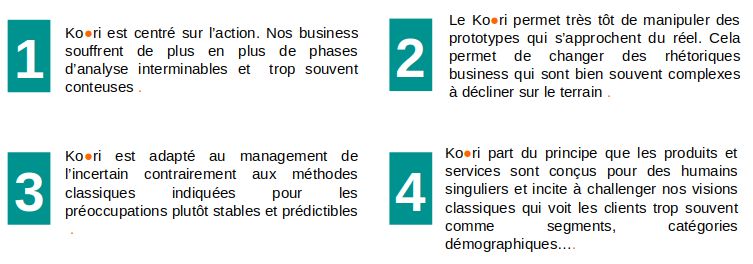 1
Ko●ri est centré sur l'action. Nos business
souffrent de plus en plus de phases
d'analyse interminables et trop souvent
conteuses .
2
Le Ko●ri permet très tôt de manipuler des
prototypes qui s'approchent du réel. Cela
permet de changer des rhétoriques
business qui sont bien souvent complexes
à décliner sur le terrain .
3
Ko●ri est adapté au management de
l'incertain contrairement aux méthodes
classiques indiquées pour les
préoccupations plutôt stables et prédictibles
.
4
Ko●ri part du principe que les produits et
services sont conçus pour des humains
singuliers et incite à challenger nos visions
classiques qui voit les clients trop souvent
comme segments, catégories
démographiques….